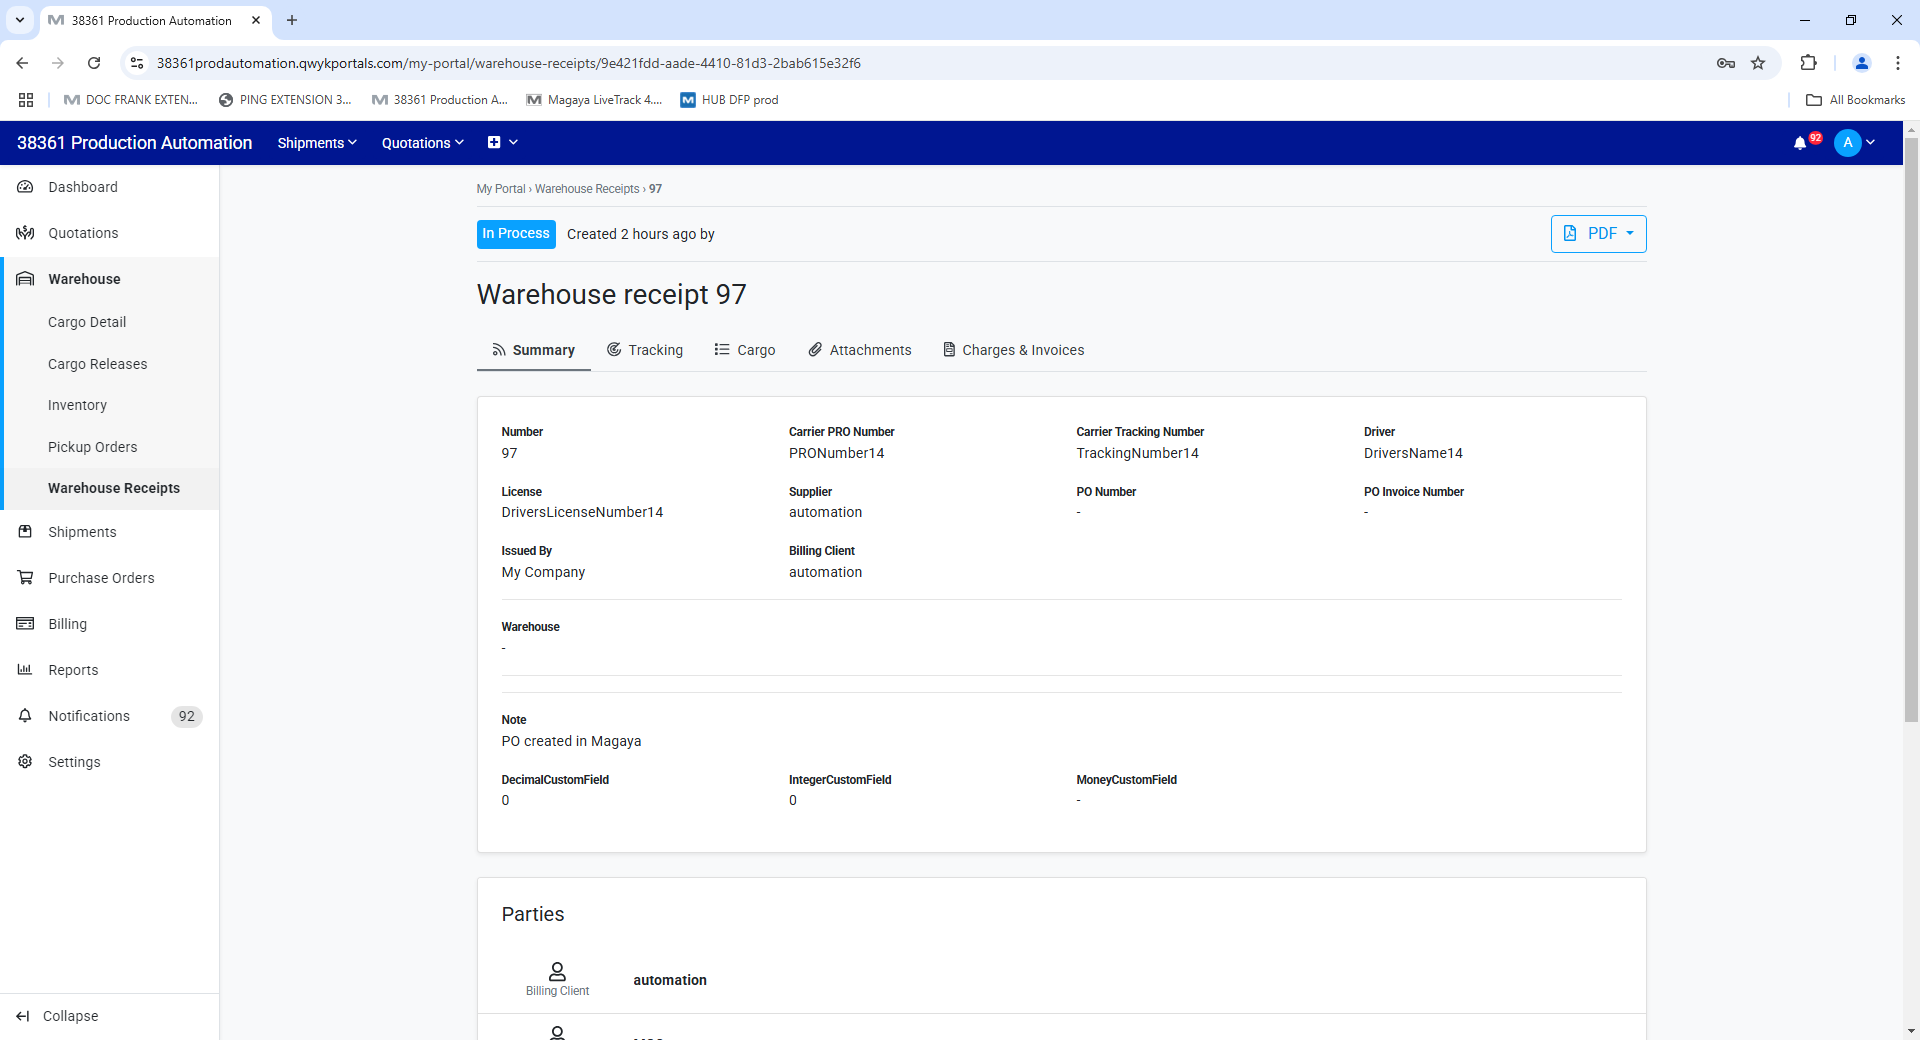 38361 Production Automation
38361prodautomation.qwykportals.com/my-portal/warehouse-receipts/9e421fdd-aade-4410-81d3-2bab615e32f6
DOC FRANK EXTEN...
PING EXTENSION 3...
38361 Production A...
Magaya LiveTrack 4....
HUB DFP prod
All Bookmarks
38361 Production Automation
Shipments
Quotations
92
A
Dashboard
Quotations
Warehouse
Cargo Detail
Cargo Releases
Inventory
Pickup Orders
Warehouse Receipts
Shipments
Purchase Orders
Billing
Reports
Notifications 92
Settings
Collapse
My Portal › Warehouse Receipts › 97
In Process Created 2 hours ago by
PDF
Warehouse receipt 97
Summary Tracking Cargo Attachments Charges & Invoices
Number Carrier PRO Number Carrier Tracking Number Driver
97 PRONumber14 TrackingNumber14 DriversName14
License Supplier PO Number PO Invoice Number
DriversLicenseNumber14 automation - -
Issued By Billing Client
My Company automation
Warehouse
-
Note
PO created in Magaya
DecimalCustomField IntegerCustomField MoneyCustomField
0 0 -
Parties
automation
Billing Client